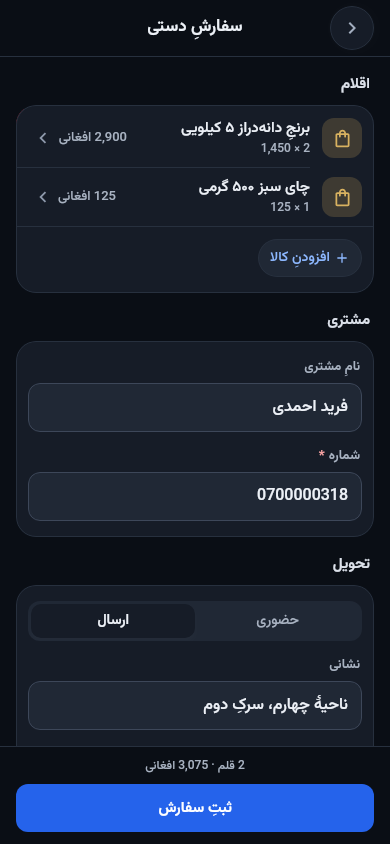 سفارشِ دستی
اقلام
برنجِ دانه‌دراز ۵ کیلویی
2 × 1,450
2,900 افغانی
چای سبز ۵۰۰ گرمی
1 × 125
125 افغانی
افزودنِ کالا +
مشتری
نامِ مشتری
فرید احمدی
شماره *
0700000318
تحویل
حضوری
ارسال
نشانی
ناحیهٔ چهارم، سرکِ دوم
2 قلم · 3,075 افغانی
ثبتِ سفارش